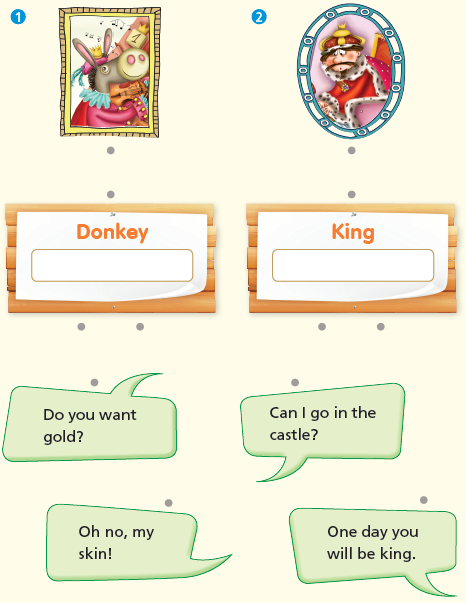 1
2
Donkey
King
Do you want
gold?
Can I go in the
castle?
Oh no, my
skin!
One day you
will be king.